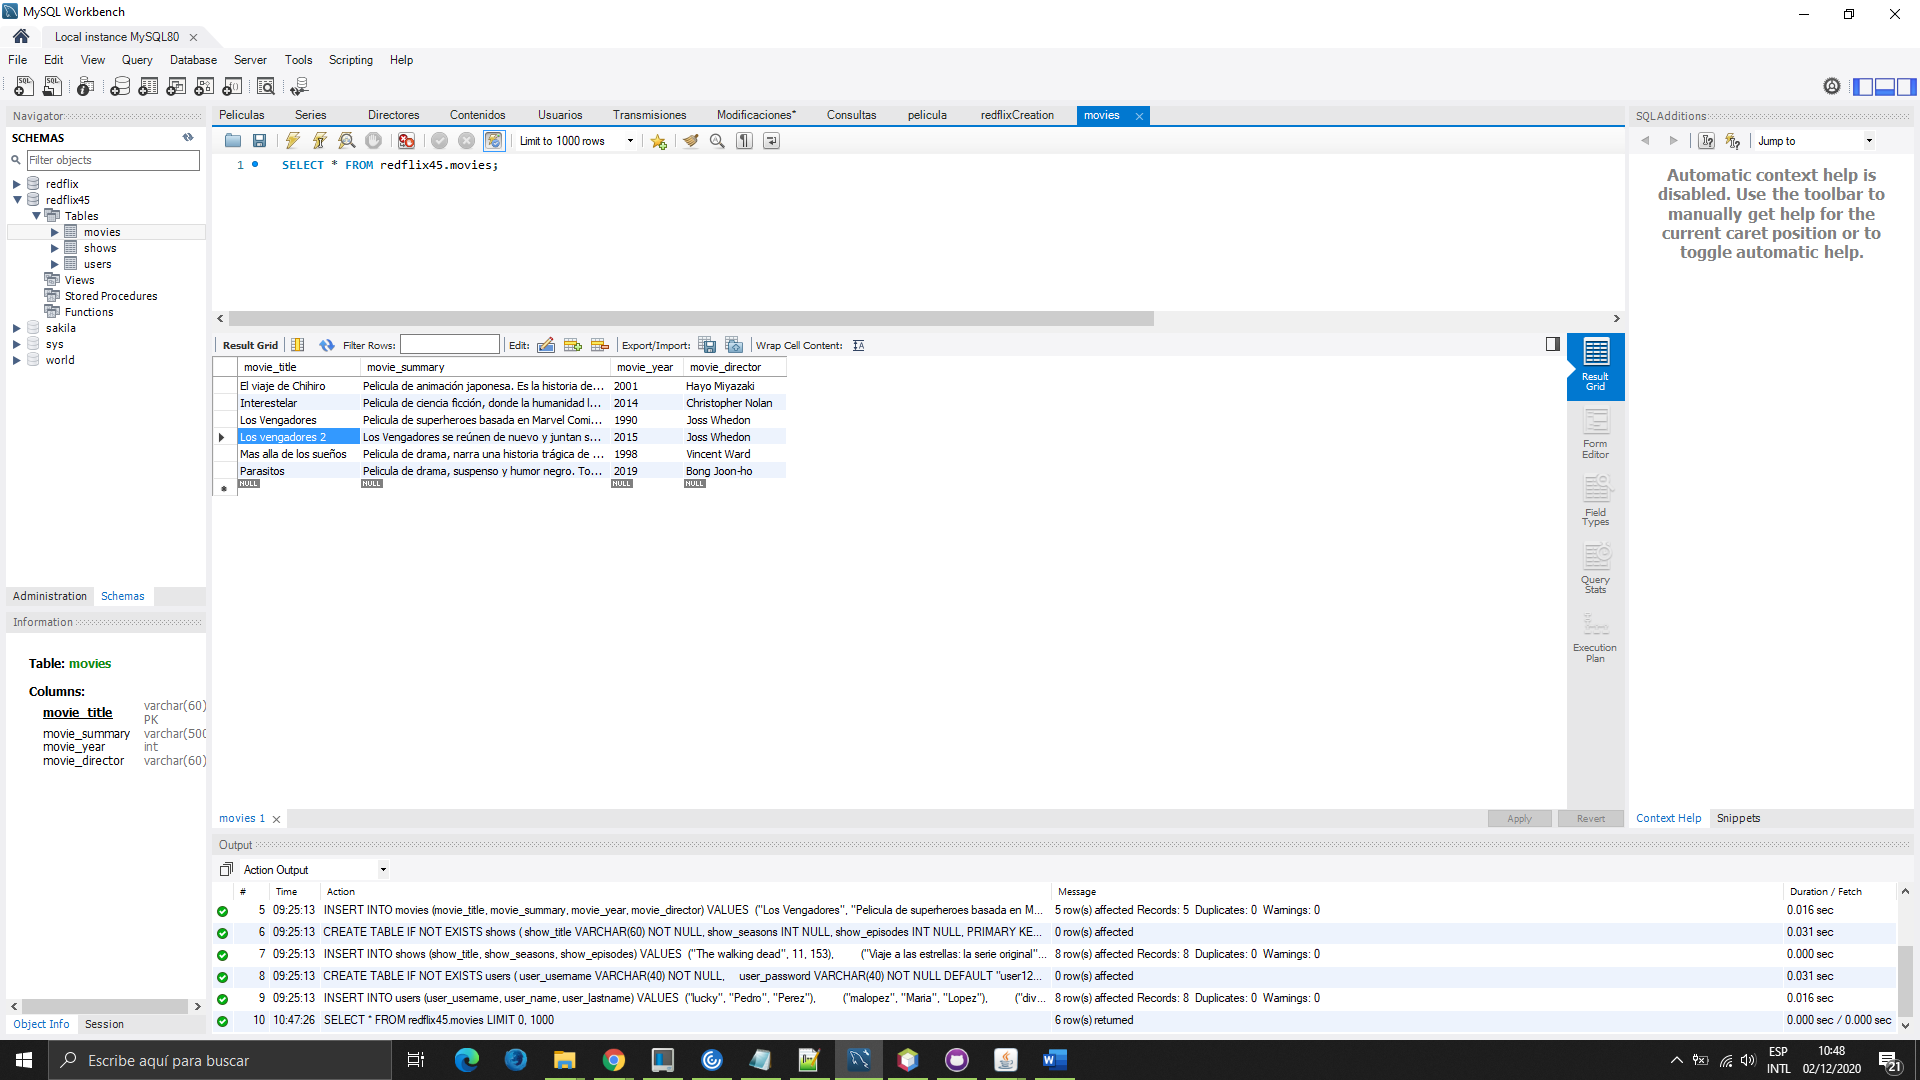 MySQL Workbench
Local instance MySQL80
File Edit View Query Database Server Tools Scripting Help
Navigator
SCHEMAS
Filter objects
redflix
redflix45
Tables
movies
shows
users
Views
Stored Procedures
Functions
sakila
sys
world
Administration Schemas
Information
Table: movies
Columns:
movie_title varchar(60) PK
movie_summary varchar(500
movie_year int
movie_director varchar(60)
Object Info Session
Peliculas Series Directores Contenidos Usuarios Transmisiones Modificaciones* Consultas pelicula redflixCreation movies
Limit to 1000 rows
1 SELECT * FROM redflix45.movies;
Result Grid Filter Rows: Edit: Export/Import: Wrap Cell Content:
movie_title movie_summary movie_year movie_director
El viaje de Chihiro Pelicula de animación japonesa. Es la historia de... 2001 Hayo Miyazaki
Interestelar Pelicula de ciencia ficción, donde la humanidad l... 2014 Christopher Nolan
Los Vengadores Pelicula de superheroes basada en Marvel Comi... 1990 Joss Whedon
Los vengadores 2 Los Vengadores se reúnen de nuevo y juntan s... 2015 Joss Whedon
Mas alla de los sueños Pelicula de drama, narra una historia trágica de ... 1998 Vincent Ward
Parasitos Pelicula de drama, suspenso y humor negro. To... 2019 Bong Joon-ho
NULL NULL NULL NULL
Result Grid
Form Editor
Field Types
Query Stats
Execution Plan
movies 1
Apply Revert
SQLAdditions
Jump to
Automatic context help is
disabled. Use the toolbar to
manually get help for the
current caret position or to
toggle automatic help.
Context Help Snippets
Output
Action Output
# Time Action Message Duration / Fetch
5 09:25:13 INSERT INTO movies (movie_title, movie_summary, movie_year, movie_director) VALUES ("Los Vengadores", "Pelicula de superheroes basada en M... 5 row(s) affected Records: 5 Duplicates: 0 Warnings: 0 0.016 sec
6 09:25:13 CREATE TABLE IF NOT EXISTS shows ( show_title VARCHAR(60) NOT NULL, show_seasons INT NULL, show_episodes INT NULL, PRIMARY KE... 0 row(s) affected 0.031 sec
7 09:25:13 INSERT INTO shows (show_title, show_seasons, show_episodes) VALUES ("The walking dead", 11, 153), ("Viaje a las estrellas: la serie original"... 8 row(s) affected Records: 8 Duplicates: 0 Warnings: 0 0.000 sec
8 09:25:13 CREATE TABLE IF NOT EXISTS users ( user_username VARCHAR(40) NOT NULL, user_password VARCHAR(40) NOT NULL DEFAULT "user12... 0 row(s) affected 0.031 sec
9 09:25:13 INSERT INTO users (user_username, user_name, user_lastname) VALUES ("lucky", "Pedro", "Perez"), ("malopez", "Maria", "Lopez"), ("div... 8 row(s) affected Records: 8 Duplicates: 0 Warnings: 0 0.016 sec
10 10:47:26 SELECT * FROM redflix45.movies LIMIT 0, 1000 6 row(s) returned 0.000 sec / 0.000 sec
Escribe aquí para buscar
ESP
INTL
10:48
02/12/2020
21